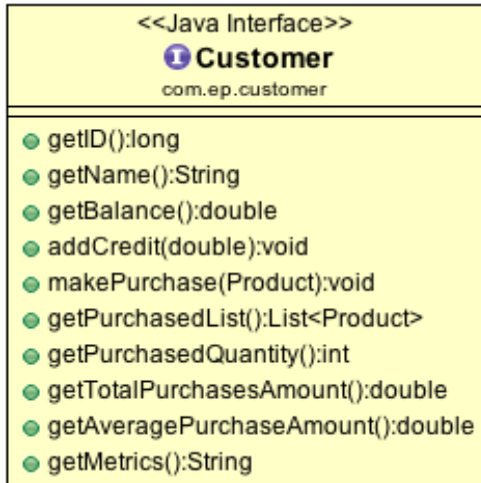 <<Java Interface>>
I Customer
com.ep.customer
getID():long
getName():String
getBalance():double
addCredit(double):void
makePurchase(Product):void
getPurchasedList():List<Product>
getPurchasedQuantity():int
getTotalPurchasesAmount():double
getAveragePurchaseAmount():double
getMetrics():String